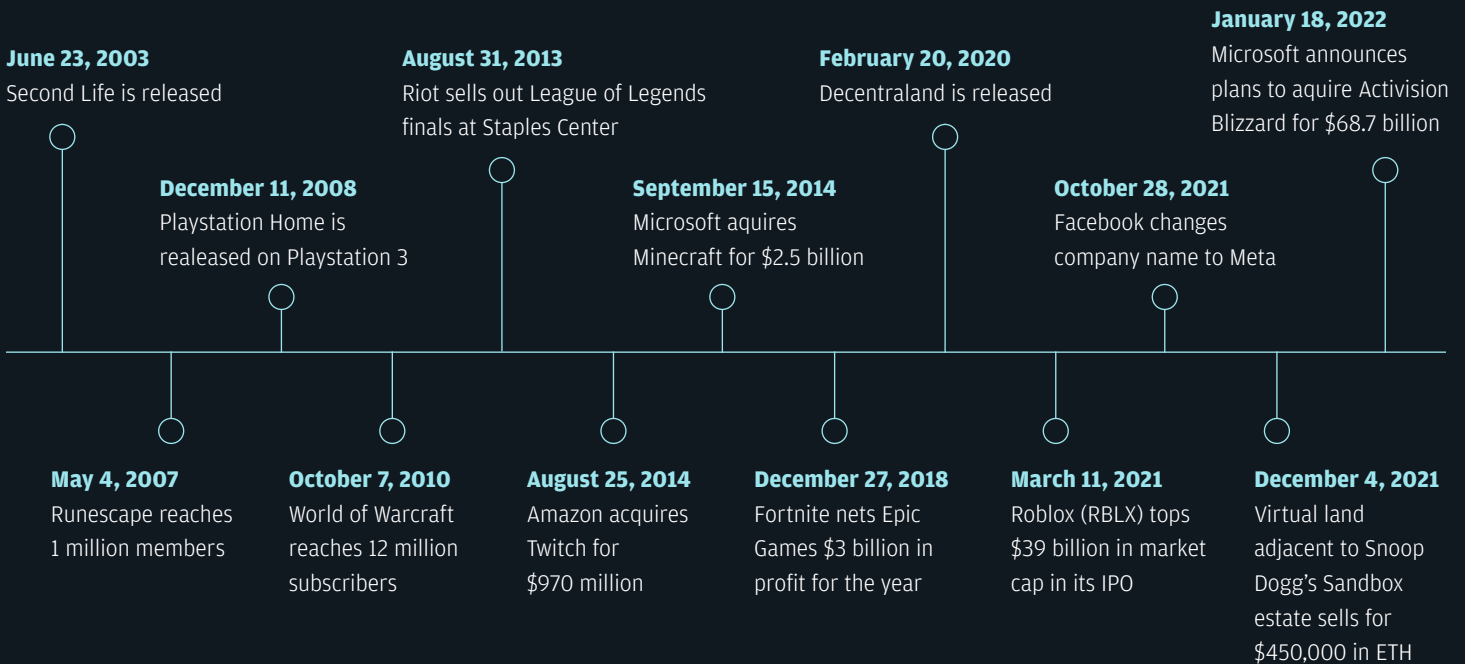 June 23, 2003
Second Life is released
May 4, 2007
Runescape reaches
1 million members
December 11, 2008
Playstation Home is
realeased on Playstation 3
October 7, 2010
World of Warcraft
reaches 12 million
subscribers
August 31, 2013
Riot sells out League of Legends
finals at Staples Center
August 25, 2014
Amazon acquires
Twitch for
$970 million
September 15, 2014
Microsoft aquires
Minecraft for $2.5 billion
December 27, 2018
Fortnite nets Epic
Games $3 billion in
profit for the year
February 20, 2020
Decentraland is released
March 11, 2021
Roblox (RBLX) tops
$39 billion in market
cap in its IPO
October 28, 2021
Facebook changes
company name to Meta
December 4, 2021
Virtual land
adjacent to Snoop
Dogg's Sandbox
estate sells for
$450,000 in ETH
January 18, 2022
Microsoft announces
plans to aquire Activision
Blizzard for $68.7 billion